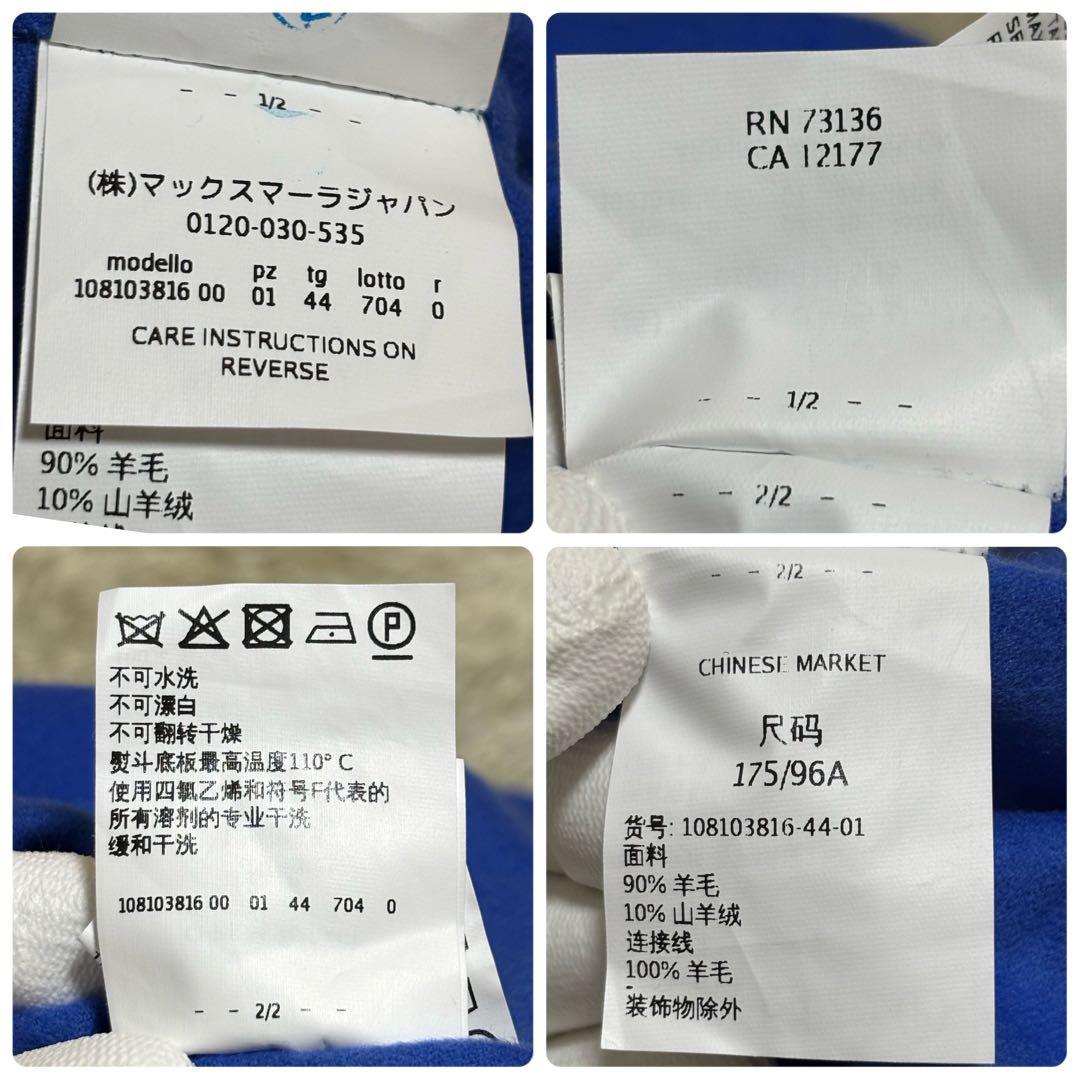 1/2
(株)マックスマーラジャパン
0120-030-535
modello pz tg lotto r
108103816 00 01 44 704 0
CARE INSTRUCTIONS ON
REVERSE
面料
90% 羊毛
10% 山羊绒
RN 73136
CA 12177
1/2
2/2
P
不可水洗
不可漂白
不可翻转干燥
熨斗底板最高温度110° C
使用四氯乙烯和符号F代表的
所有溶剂的专业干洗
缓和干洗
108103816 00 01 44 704 0
2/2
2/2
CHINESE MARKET
尺码
175/96A
货号: 108103816-44-01
面料
90% 羊毛
10% 山羊绒
连接线
100% 羊毛
装饰物除外